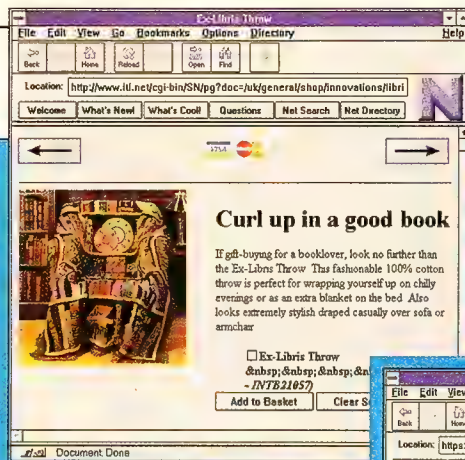 Ex-Libris Throw
File Edit View Go Bookmarks Options Directory Help
Back Home Reload Open Find
Location: http://www.itl.net/cgi-bin/SN/pg?doc=/uk/general/shop/innovations/libri
Welcome What's New! What's Cool! Questions Net Search Net Directory
N
VISA
Curl up in a good book
If gift-buying for a booklover, look no further than
the Ex-Libris Throw This fashionable 100% cotton
throw is perfect for wrapping yourself up on chilly
evenings or as an extra blanket on the bed Also
looks extremely stylish draped casually over sofa or
armchair
Ex-Libris Throw
&nbsp;&nbsp;&nbsp;&n
- INTB21057)
Add to Basket Clear S
Document Done
File Edit View
Back
Location: https: